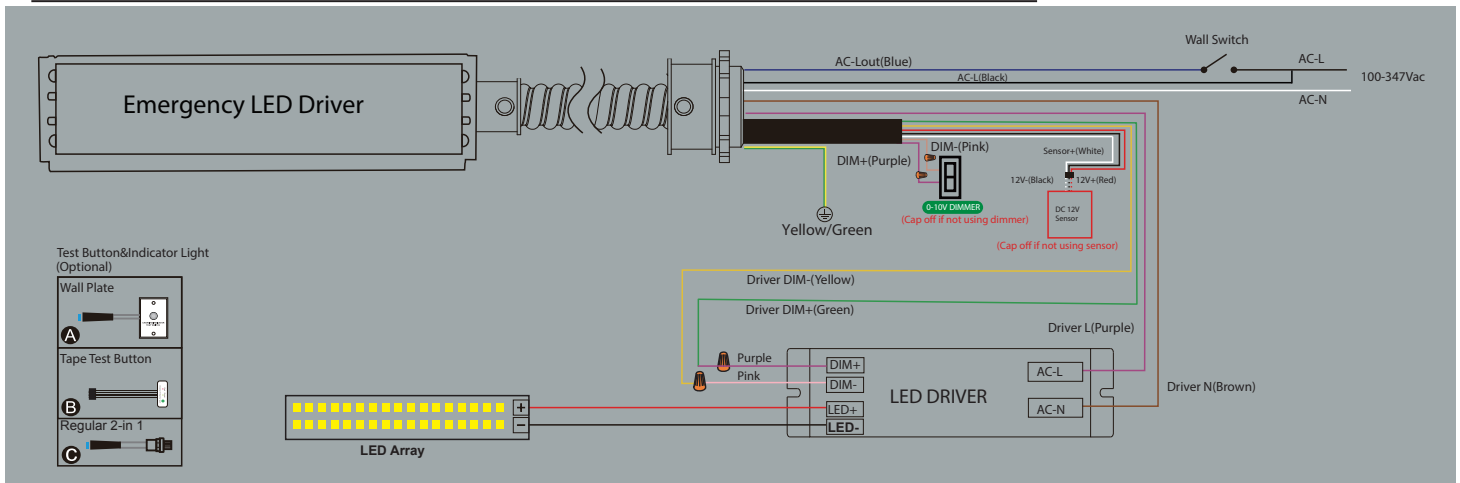 Wall Switch
AC-Lout(Blue)
AC-L
AC-L(Black)
100-347Vac
AC-N
Emergency LED Driver
DIM+(Purple)
DIM-(Pink)
Sensor+(White)
12V-(Black)
12V+(Red)
0-10V DIMMER
(Cap off if not using dimmer)
DC 12V
Sensor
(Cap off if not using sensor)
Yellow/Green
Test Button&Indicator Light
(Optional)
Wall Plate
A
Tape Test Button
B
Regular 2-in 1
C
Driver DIM-(Yellow)
Driver DIM+(Green)
Driver L(Purple)
Driver N(Brown)
Purple
Pink
DIM+
DIM-
LED+
LED-
LED DRIVER
AC-L
AC-N
+
−
LED Array